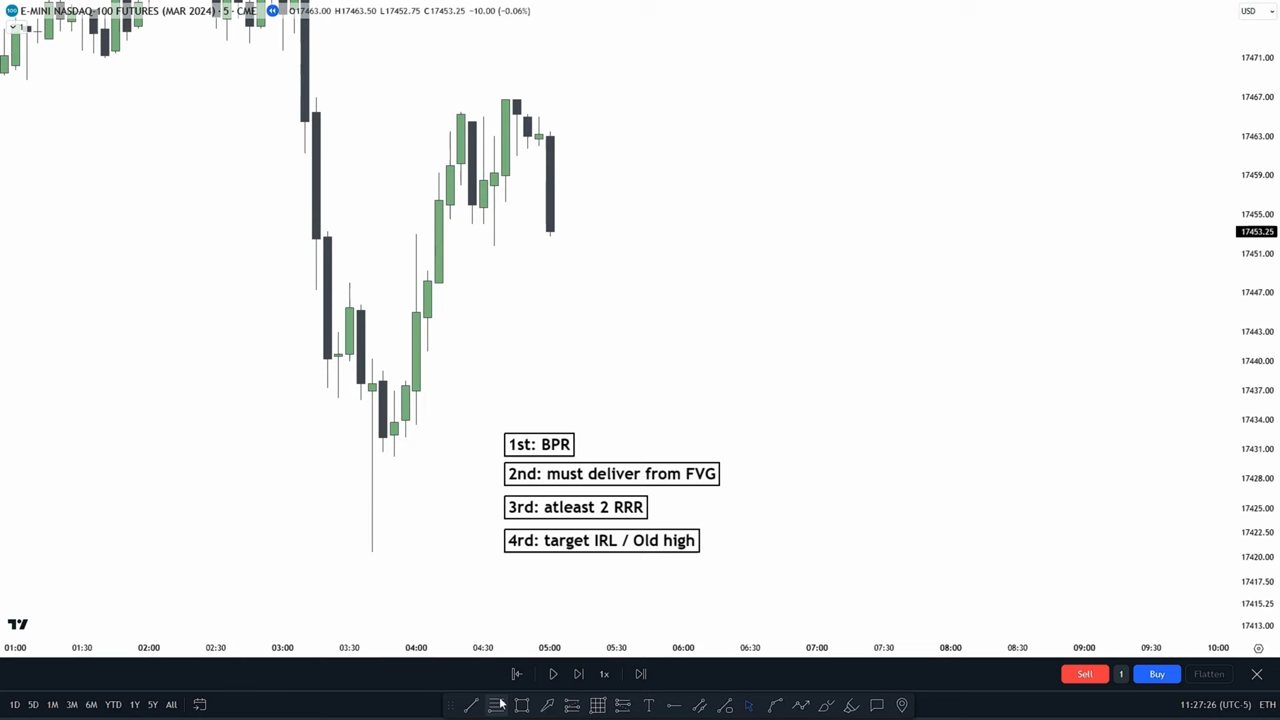 E-MINI NASDAQ-100 FUTURES (MAR 2024) · 5 · CME O17463.00 H17463.50 L17452.75 C17453.25 −10.00 (−0.06%)
USD
1
17471.00
17467.00
17463.00
17459.00
17455.00
17453.25
17451.00
17447.00
17443.00
17440.00
17437.00
17434.00
17431.00
17428.00
17425.00
17422.50
17420.00
17417.50
17415.25
17413.00
1st: BPR
2nd: must deliver from FVG
3rd: atleast 2 RRR
4rd: target IRL / Old high
01:00 01:30 02:00 02:30 03:00 03:30 04:00 04:30 05:00 05:30 06:00 06:30 07:00 07:30 08:00 08:30 09:00 09:30 10:00
1x Sell 1 Buy Flatten
1D 5D 1M 3M 6M YTD 1Y 5Y All 11:27:26 (UTC-5) ETH